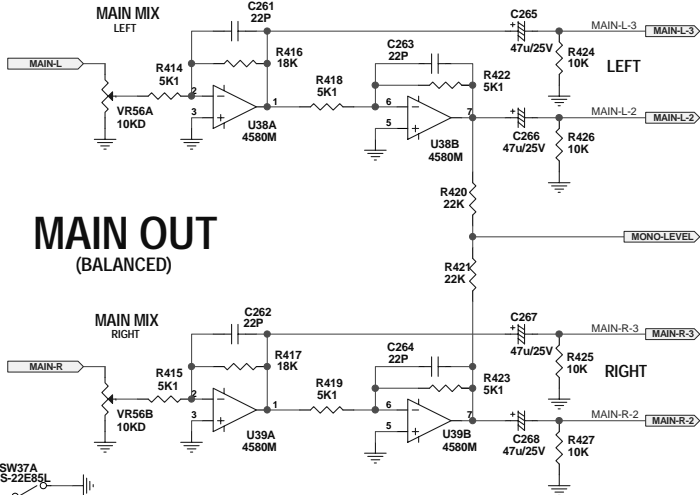 MAIN MIX
LEFT
C261
22P
C265
47u/25V
MAIN-L-3
MAIN-L-3
MAIN-L
R414
5K1
R416
18K
R418
5K1
C263
22P
R422
5K1
R424
10K
LEFT
VR56A
10KD
2
3
1
U38A
4580M
6
5
7
U38B
4580M
C266
47u/25V
MAIN-L-2
MAIN-L-2
R426
10K
R420
22K
MAIN OUT
(BALANCED)
MONO-LEVEL
R421
22K
MAIN MIX
RIGHT
C262
22P
C267
47u/25V
MAIN-R-3
MAIN-R-3
MAIN-R
R415
5K1
R417
18K
R419
5K1
C264
22P
R423
5K1
R425
10K
RIGHT
VR56B
10KD
2
3
1
U39A
4580M
6
5
7
U39B
4580M
C268
47u/25V
MAIN-R-2
MAIN-R-2
R427
10K
SW37A
S-22E85L